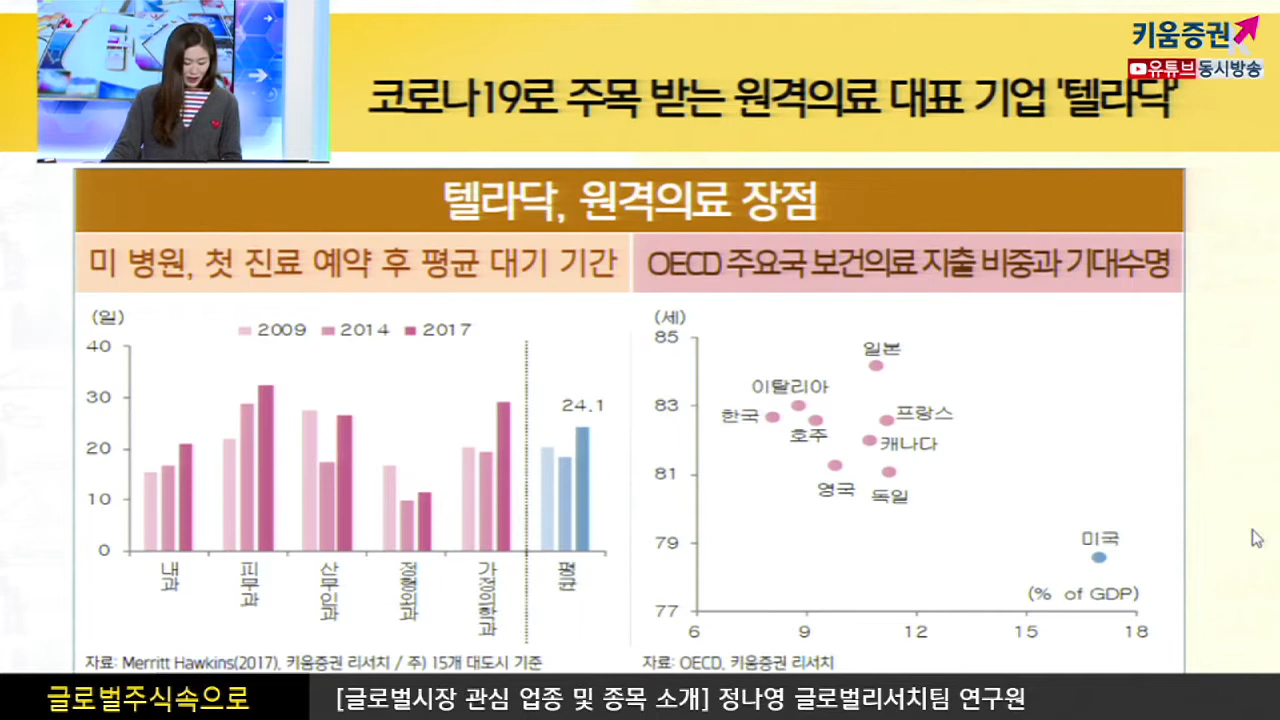 키움증권
유튜브 동시방송
코로나19로 주목 받는 원격의료 대표 기업 '텔라닥'
텔라닥, 원격의료 장점
미 병원, 첫 진료 예약 후 평균 대기 기간
(일)
2009 2014 2017
40
30
20
10
0
24.1
내과
피부과
산부인과
정형외과
가정의학과
평균
자료: Merritt Hawkins(2017), 키움증권 리서치 / 주) 15개 대도시 기준
OECD 주요국 보건의료 지출 비중과 기대수명
(세)
85
83
81
79
77
일본
이탈리아
한국
호주
프랑스
캐나다
영국
독일
미국
(% of GDP)
6 9 12 15 18
자료: OECD, 키움증권 리서치
글로벌주식속으로
[글로벌시장 관심 업종 및 종목 소개] 정나영 글로벌리서치팀 연구원